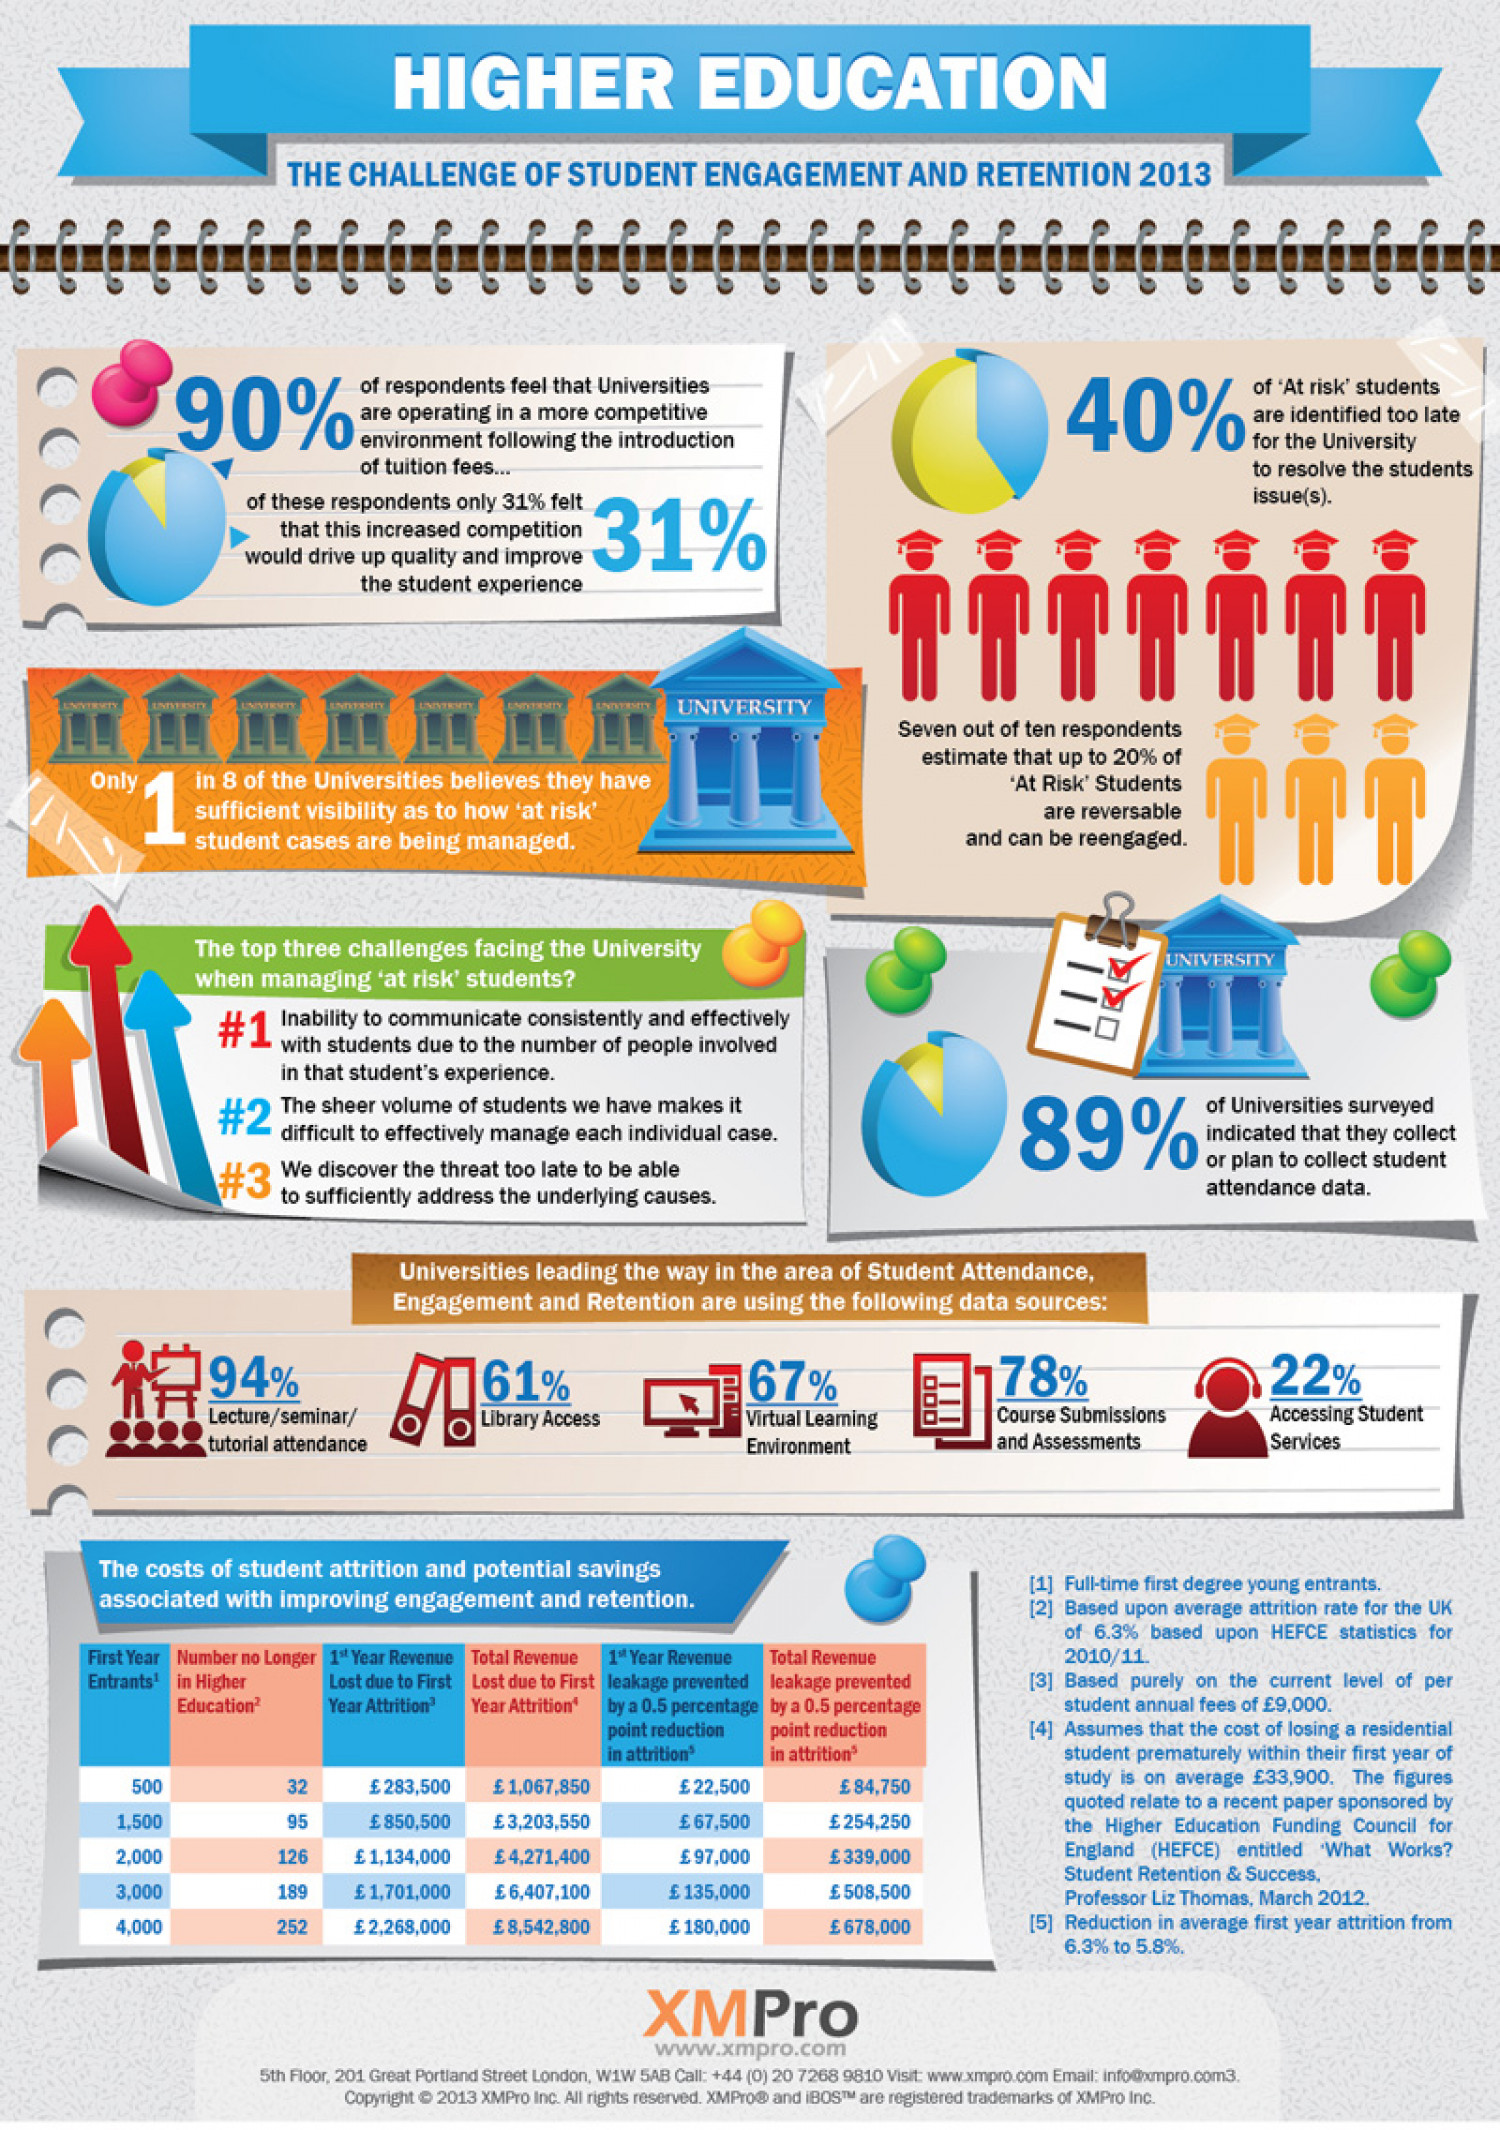 HIGHER EDUCATION
THE CHALLENGE OF STUDENT ENGAGEMENT AND RETENTION 2013
90%
of respondents feel that Universities
are operating in a more competitive
environment following the introduction
of tuition fees...
of these respondents only 31% felt
that this increased competition
would drive up quality and improve
the student experience
31%
40%
of 'At risk' students
are identified too late
for the University
to resolve the students
issue(s).
Seven out of ten respondents
estimate that up to 20% of
'At Risk' Students
are reversable
and can be reengaged.
UNIVERSITY UNIVERSITY UNIVERSITY UNIVERSITY UNIVERSITY UNIVERSITY UNIVERSITY
UNIVERSITY
Only 1 in 8 of the Universities believes they have
sufficient visibility as to how 'at risk'
student cases are being managed.
The top three challenges facing the University
when managing 'at risk' students?
#1 Inability to communicate consistently and effectively
with students due to the number of people involved
in that student's experience.
#2 The sheer volume of students we have makes it
difficult to effectively manage each individual case.
#3 We discover the threat too late to be able
to sufficiently address the underlying causes.
UNIVERSITY
89%
of Universities surveyed
indicated that they collect
or plan to collect student
attendance data.
Universities leading the way in the area of Student Attendance,
Engagement and Retention are using the following data sources:
94%
Lecture/seminar/
tutorial attendance
61%
Library Access
67%
Virtual Learning
Environment
78%
Course Submissions
and Assessments
22%
Accessing Student
Services
The costs of student attrition and potential savings
associated with improving engagement and retention.
First Year
Entrants¹
Number no Longer
in Higher
Education²
1st Year Revenue
Lost due to First
Year Attrition³
Total Revenue
Lost due to First
Year Attrition⁴
1st Year Revenue
leakage prevented
by a 0.5 percentage
point reduction
in attrition⁵
Total Revenue
leakage prevented
by a 0.5 percentage
point reduction
in attrition⁵
500 32 £ 283,500 £ 1,067,850 £ 22,500 £ 84,750
1,500 95 £ 850,500 £ 3,203,550 £ 67,500 £ 254,250
2,000 126 £ 1,134,000 £ 4,271,400 £ 97,000 £ 339,000
3,000 189 £ 1,701,000 £ 6,407,100 £ 135,000 £ 508,500
4,000 252 £ 2,268,000 £ 8,542,800 £ 180,000 £ 678,000
[1] Full-time first degree young entrants.
[2] Based upon average attrition rate for the UK
of 6.3% based upon HEFCE statistics for
2010/11.
[3] Based purely on the current level of per
student annual fees of £9,000.
[4] Assumes that the cost of losing a residential
student prematurely within their first year of
study is on average £33,900. The figures
quoted relate to a recent paper sponsored by
the Higher Education Funding Council for
England (HEFCE) entitled 'What Works?
Student Retention & Success,
Professor Liz Thomas, March 2012.
[5] Reduction in average first year attrition from
6.3% to 5.8%.
XMPro
www.xmpro.com
5th Floor, 201 Great Portland Street London, W1W 5AB Call: +44 (0) 20 7268 9810 Visit: www.xmpro.com Email: info@xmpro.com3.
Copyright © 2013 XMPro Inc. All rights reserved. XMPro® and iBOS™ are registered trademarks of XMPro Inc.